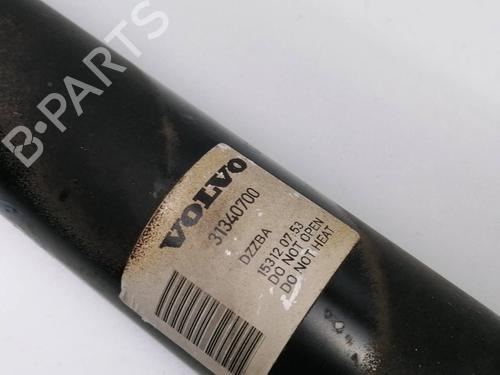 B-PARTS
VOLVO
31340700
DZZBA
15312 07 53
DO NOT OPEN
DO NOT HEAT